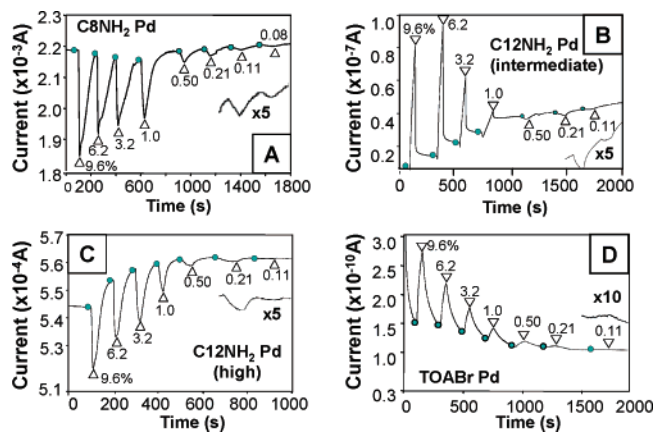 C8NH2 Pd
Current (x10-3A)
2.4
2.3
2.2
2.1
2.0
1.9
1.8
9.6%
6.2
3.2
1.0
0.50
0.21
0.11
0.08
x5
A
0 200 400 600 800 1000 1400 1800
Time (s)
C12NH2 Pd
(intermediate)
B
Current (x10-7A)
1.0
0.8
0.6
0.4
0.2
9.6%
6.2
3.2
1.0
0.50
0.21
0.11
x5
0 500 1000 1500 2000
Time (s)
C
Current (x10-4A)
5.7
5.6
5.4
5.3
5.1
9.6%
6.2
3.2
1.0
0.50
0.21
0.11
x5
C12NH2 Pd
(high)
0 200 400 600 800 1000
Time (s)
D
Current (x10-10A)
3.0
2.5
2.0
1.5
1.0
9.6%
6.2
3.2
1.0
0.50
0.21
0.11
x10
TOABr Pd
0 500 1000 1500 2000
Time (s)